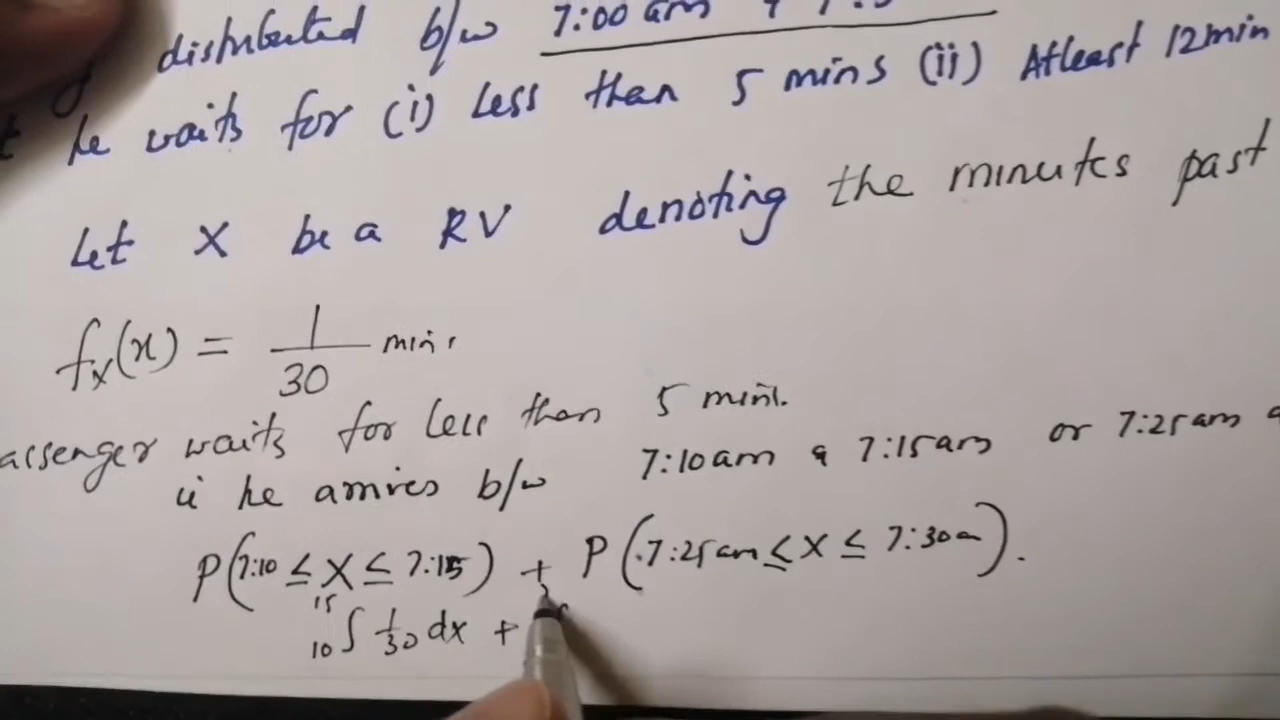 distributed b/w 7:00 am
he waits for (i) Less than 5 mins (ii) Atleast 12min
Let X be a RV denoting the minutes past
fx(x) = 1/30 min.
assenger waits for Less than 5 min.
he arrives b/w 7:10am & 7:15am or 7:25am
P(7:10 ≤ X ≤ 7:15) + P(7:25am ≤ X ≤ 7:30am).
15
10 ∫ 1/30 dx +